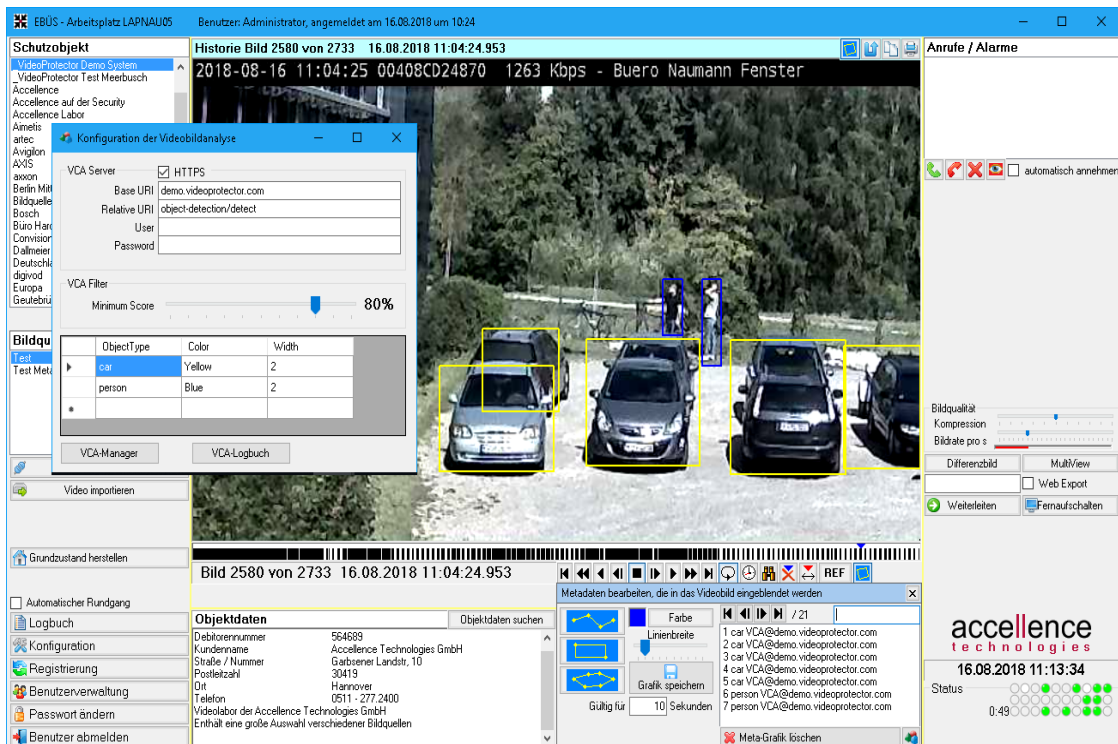 EBÜS - Arbeitsplatz LAPNAU05 Benutzer: Administrator, angemeldet am 16.08.2018 um 10:24
Schutzobjekt
_VideoProtector Demo System
_VideoProtector Test Meerbusch
Accellence
Accellence auf der Security
Accellence Labor
Aimetis
artec
Avigilon
AXIS
axxon
Berlin Mitt
Bildquelle
Bosch
Büro Hard
Convision
Dallmeier
Deutschla
digivod
Europa
Geutebrü
Bildqu
Test
Test Meta
Video importieren
Grundzustand herstellen
Automatischer Rundgang
Logbuch
Konfiguration
Registrierung
Benutzerverwaltung
Passwort ändern
Benutzer abmelden
Historie Bild 2580 von 2733 16.08.2018 11:04:24.953
2018-08-16 11:04:25 00408CD24870 1263 Kbps - Buero Naumann Fenster
Konfiguration der Videobildanalyse
VCA Server
HTTPS
Base URI demo.videoprotector.com
Relative URI object-detection/detect
User
Password
VCA Filter
Minimum Score 80%
ObjectType Color Width
car Yellow 2
person Blue 2
VCA-Manager VCA-Logbuch
Bild 2580 von 2733 16.08.2018 11:04:24.953
REF
Objektdaten
Objektdaten suchen
Debitorennummer 564689
Kundenname Accellence Technologies GmbH
Straße / Nummer Garbsener Landstr, 10
Postleitzahl 30419
Ort Hannover
Telefon 0511 - 277.2400
Videolabor der Accellence Technologies GmbH
Enthält eine große Auswahl verschiedener Bildquellen
Metadaten bearbeiten, die in das Videobild eingeblendet werden
Farbe
Linienbreite
Grafik speichern
Gültig für 10 Sekunden
/ 21
1 car VCA@demo.videoprotector.com
2 car VCA@demo.videoprotector.com
3 car VCA@demo.videoprotector.com
4 car VCA@demo.videoprotector.com
5 car VCA@demo.videoprotector.com
6 person VCA@demo.videoprotector.com
7 person VCA@demo.videoprotector.com
Meta-Grafik löschen
Anrufe / Alarme
automatisch annehmen
Bildqualität
Kompression
Bildrate pro s
Differenzbild MultiView
Web Export
Weiterleiten Fernaufschalten
accellence
technologies
16.08.2018 11:13:34
Status
0:49